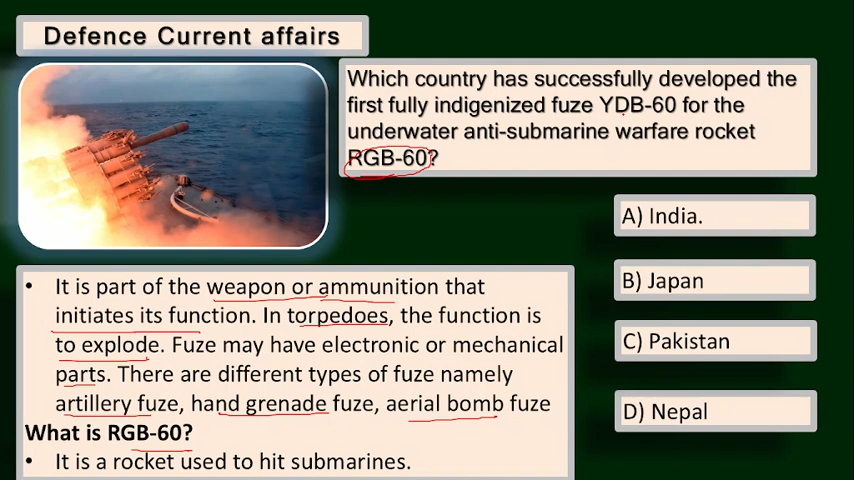 Defence Current affairs
Which country has successfully developed the
first fully indigenized fuze YDB-60 for the
underwater anti-submarine warfare rocket
RGB-60?
A) India.
B) Japan
C) Pakistan
D) Nepal
• It is part of the weapon or ammunition that
initiates its function. In torpedoes, the function is
to explode. Fuze may have electronic or mechanical
parts. There are different types of fuze namely
artillery fuze, hand grenade fuze, aerial bomb fuze
What is RGB-60?
• It is a rocket used to hit submarines.